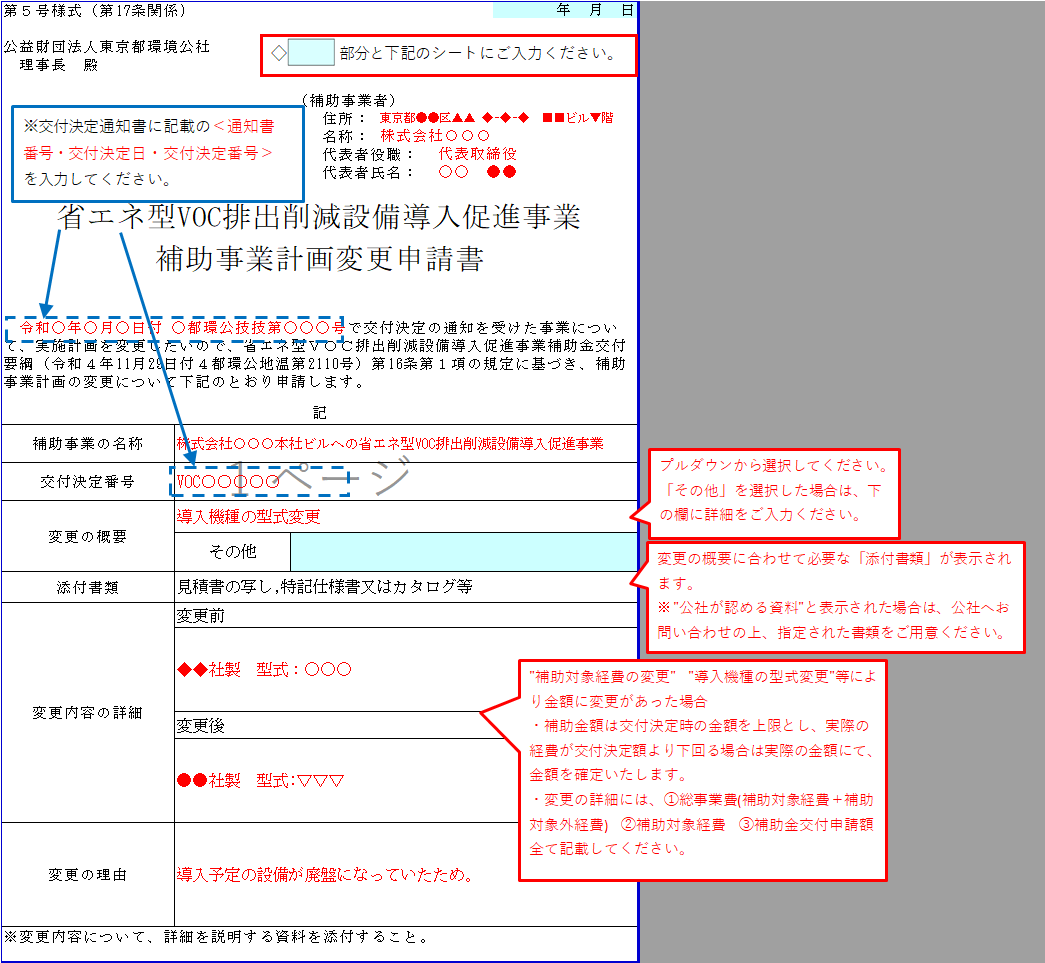 第５号様式（第17条関係）
年　月　日
公益財団法人東京都環境公社
理事長　殿
◇　　部分と下記のシートにご入力ください。
（補助事業者）
住所： 東京都●●区▲▲ ◆-◆-◆　■■ビル▼階
名称： 株式会社〇〇〇
代表者役職： 代表取締役
代表者氏名： 〇〇　●●
※交付決定通知書に記載の＜通知書
番号・交付決定日・交付決定番号＞
を入力してください。
省エネ型VOC排出削減設備導入促進事業
補助事業計画変更申請書
令和〇年〇月〇日付 〇都環公技技第〇〇〇号で交付決定の通知を受けた事業につい
て、実施計画を変更したいので、省エネ型ＶＯＣ排出削減設備導入促進事業補助金交付
要綱（令和４年11月29日付４都環公地温第2110号）第16条第１項の規定に基づき、補助
事業計画の変更について下記のとおり申請します。
記
補助事業の名称 株式会社〇〇〇本社ビルへの省エネ型VOC排出削減設備導入促進事業
交付決定番号 VOC〇〇〇〇〇
1 ページ
変更の概要 導入機種の型式変更
その他
プルダウンから選択してください。
「その他」を選択した場合は、下
の欄に詳細をご入力ください。
添付書類 見積書の写し,特記仕様書又はカタログ等
変更の概要に合わせて必要な「添付書類」が表示され
ます。
※"公社が認める資料"と表示された場合は、公社へお
問い合わせの上、指定された書類をご用意ください。
変更内容の詳細
変更前
◆◆社製　型式：〇〇〇
変更後
●●社製　型式:▽▽▽
"補助対象経費の変更"　"導入機種の型式変更"等によ
り金額に変更があった場合
・補助金額は交付決定時の金額を上限とし、実際の
経費が交付決定額より下回る場合は実際の金額にて、
金額を確定いたします。
・変更の詳細には、①総事業費(補助対象経費＋補助
対象外経費)　②補助対象経費　③補助金交付申請額
全て記載してください。
変更の理由 導入予定の設備が廃盤になっていたため。
※変更内容について、詳細を説明する資料を添付すること。